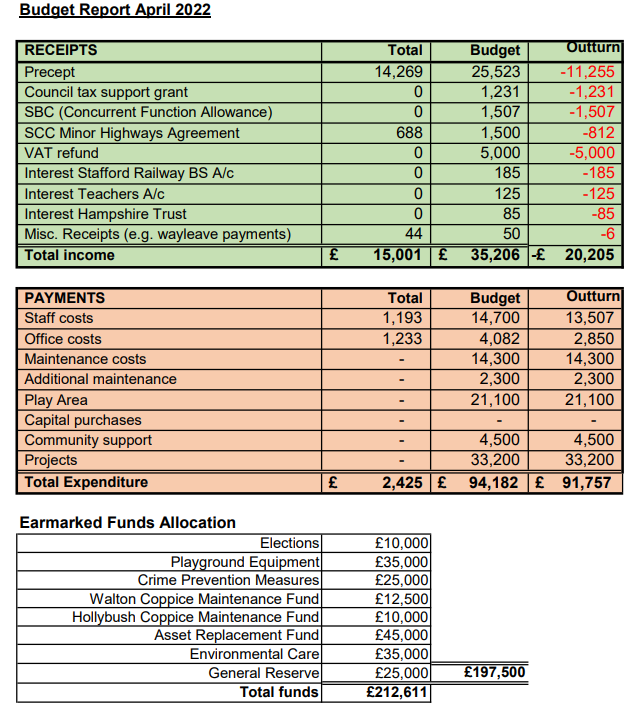 Budget Report April 2022
RECEIPTS Total Budget Outturn
Precept 14,269 25,523 -11,255
Council tax support grant 0 1,231 -1,231
SBC (Concurrent Function Allowance) 0 1,507 -1,507
SCC Minor Highways Agreement 688 1,500 -812
VAT refund 0 5,000 -5,000
Interest Stafford Railway BS A/c 0 185 -185
Interest Teachers A/c 0 125 -125
Interest Hampshire Trust 0 85 -85
Misc. Receipts (e.g. wayleave payments) 44 50 -6
Total income £ 15,001 £ 35,206 -£ 20,205
PAYMENTS Total Budget Outturn
Staff costs 1,193 14,700 13,507
Office costs 1,233 4,082 2,850
Maintenance costs - 14,300 14,300
Additional maintenance - 2,300 2,300
Play Area - 21,100 21,100
Capital purchases - - -
Community support - 4,500 4,500
Projects - 33,200 33,200
Total Expenditure £ 2,425 £ 94,182 £ 91,757
Earmarked Funds Allocation
Elections £10,000
Playground Equipment £35,000
Crime Prevention Measures £25,000
Walton Coppice Maintenance Fund £12,500
Hollybush Coppice Maintenance Fund £10,000
Asset Replacement Fund £45,000
Environmental Care £35,000
General Reserve £25,000 £197,500
Total funds £212,611